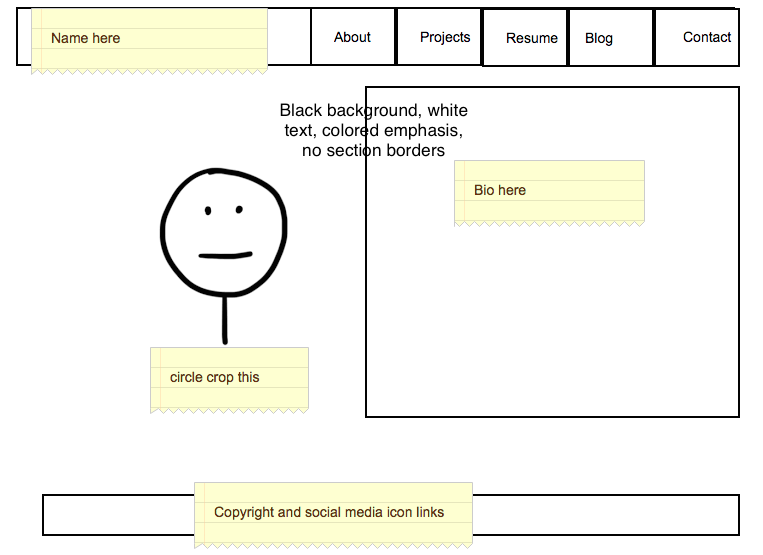 Name here
About
Projects
Resume
Blog
Contact
Black background, white
text, colored emphasis,
no section borders
Bio here
circle crop this
Copyright and social media icon links